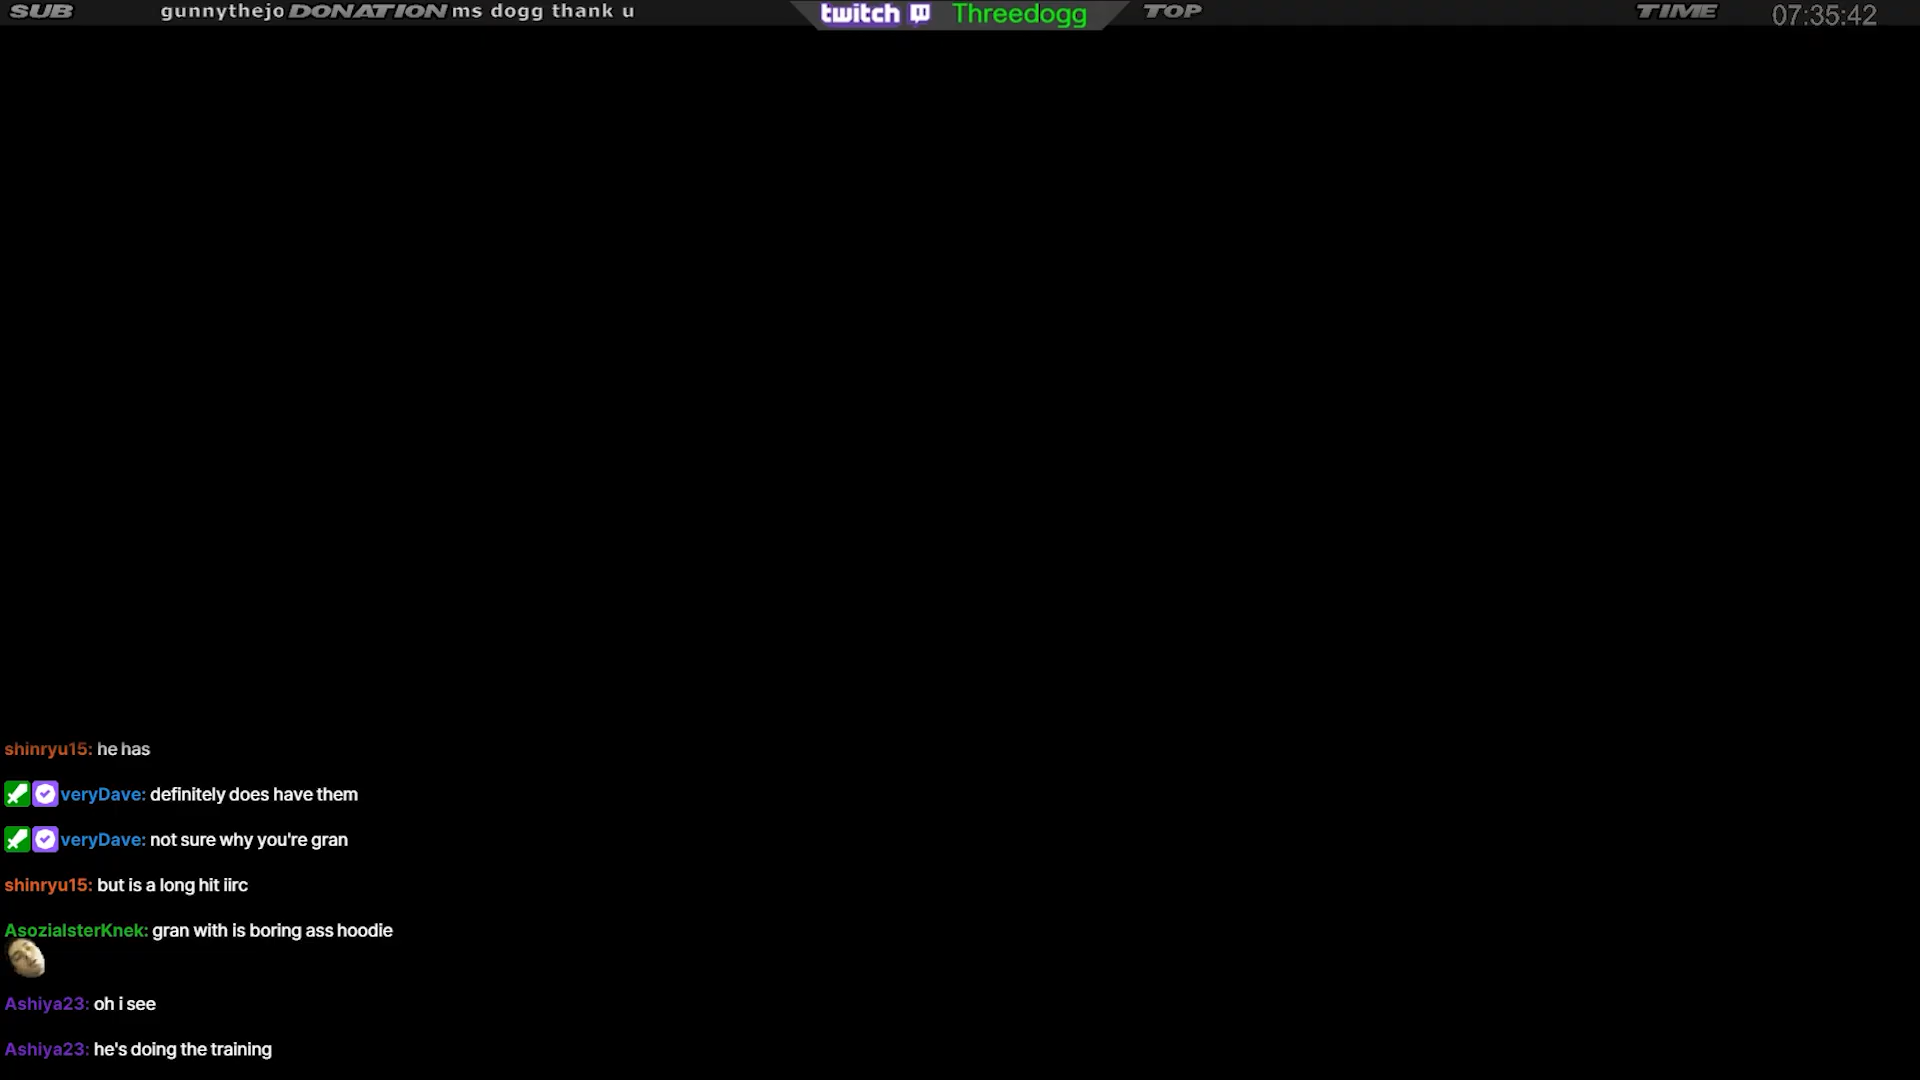 SUB gunnythejo DONATION ms dogg thank u twitch Threedogg TOP TIME 07:35:42
shinryu15: he has
veryDave: definitely does have them
veryDave: not sure why you're gran
shinryu15: but is a long hit iirc
AsozialsterKnek: gran with is boring ass hoodie
Ashiya23: oh i see
Ashiya23: he's doing the training